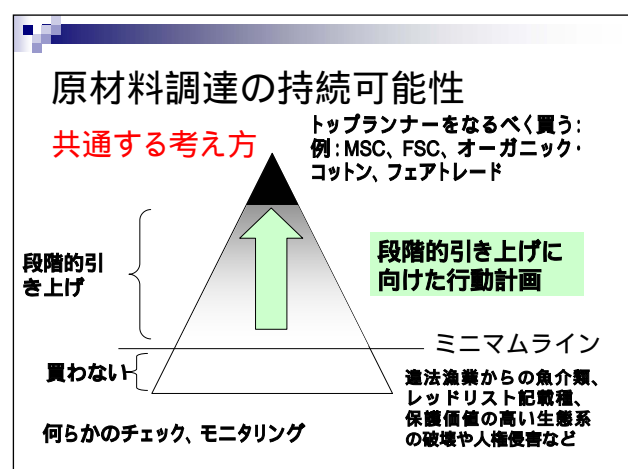 原材料調達の持続可能性
共通する考え方
トップランナーをなるべく買う：
例：MSC、FSC、オーガニック・
コットン、フェアトレード
段階的引
き上げ
段階的引き上げに
向けた行動計画
ミニマムライン
買わない
違法漁業からの魚介類、
レッドリスト記載種、
保護価値の高い生態系
の破壊や人権侵害など
何らかのチェック、モニタリング